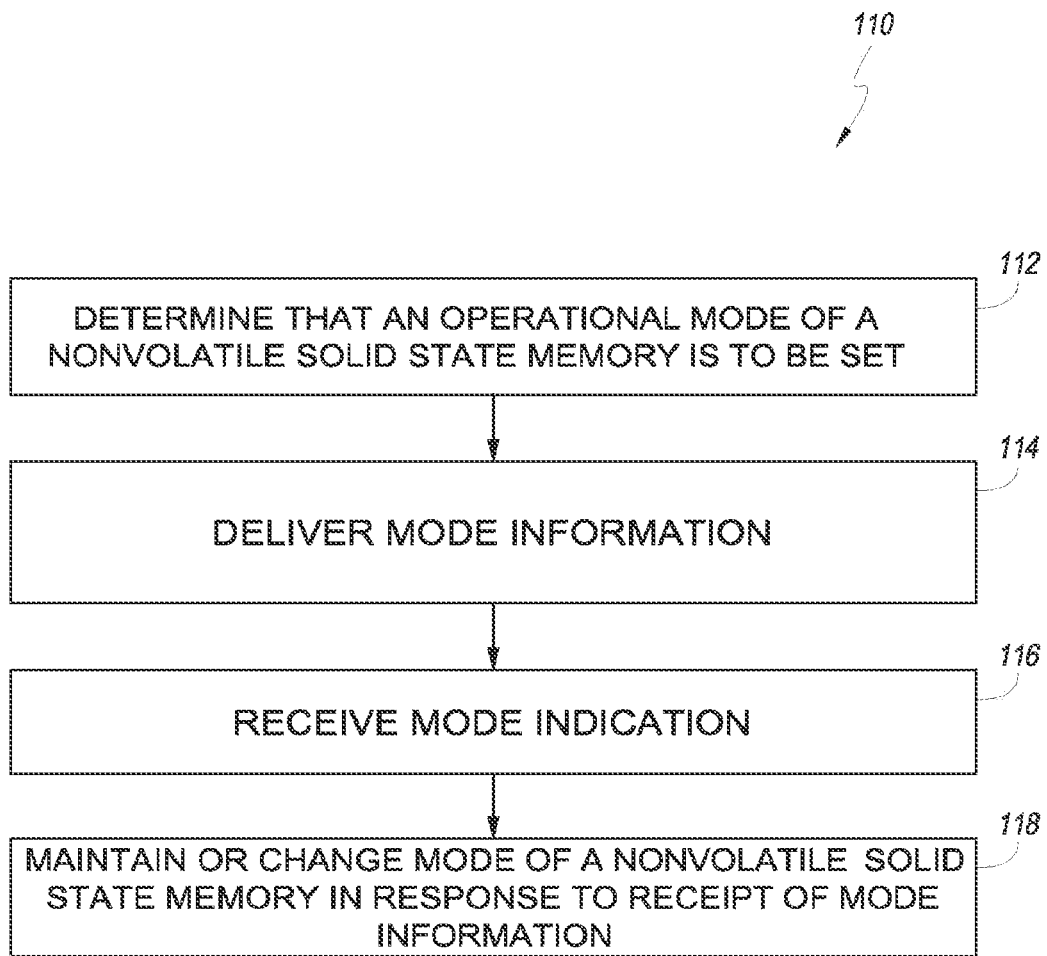 110
112
DETERMINE THAT AN OPERATIONAL MODE OF A
NONVOLATILE SOLID STATE MEMORY IS TO BE SET
114
DELIVER MODE INFORMATION
116
RECEIVE MODE INDICATION
118
MAINTAIN OR CHANGE MODE OF A NONVOLATILE SOLID
STATE MEMORY IN RESPONSE TO RECEIPT OF MODE
INFORMATION